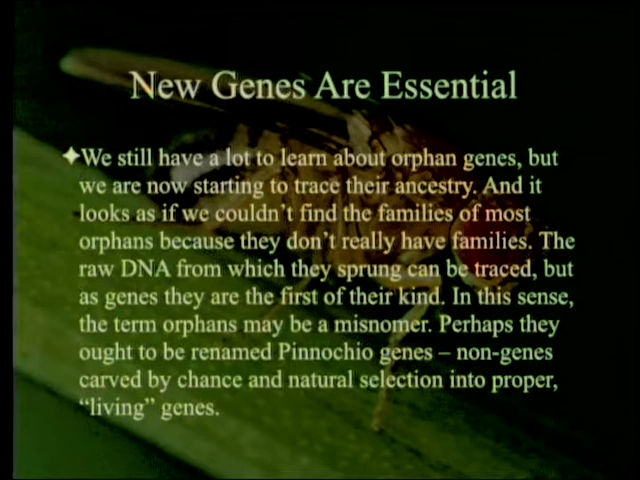 New Genes Are Essential
✦We still have a lot to learn about orphan genes, but
we are now starting to trace their ancestry. And it
looks as if we couldn't find the families of most
orphans because they don't really have families. The
raw DNA from which they sprung can be traced, but
as genes they are the first of their kind. In this sense,
the term orphans may be a misnomer. Perhaps they
ought to be renamed Pinnochio genes – non-genes
carved by chance and natural selection into proper,
“living” genes.